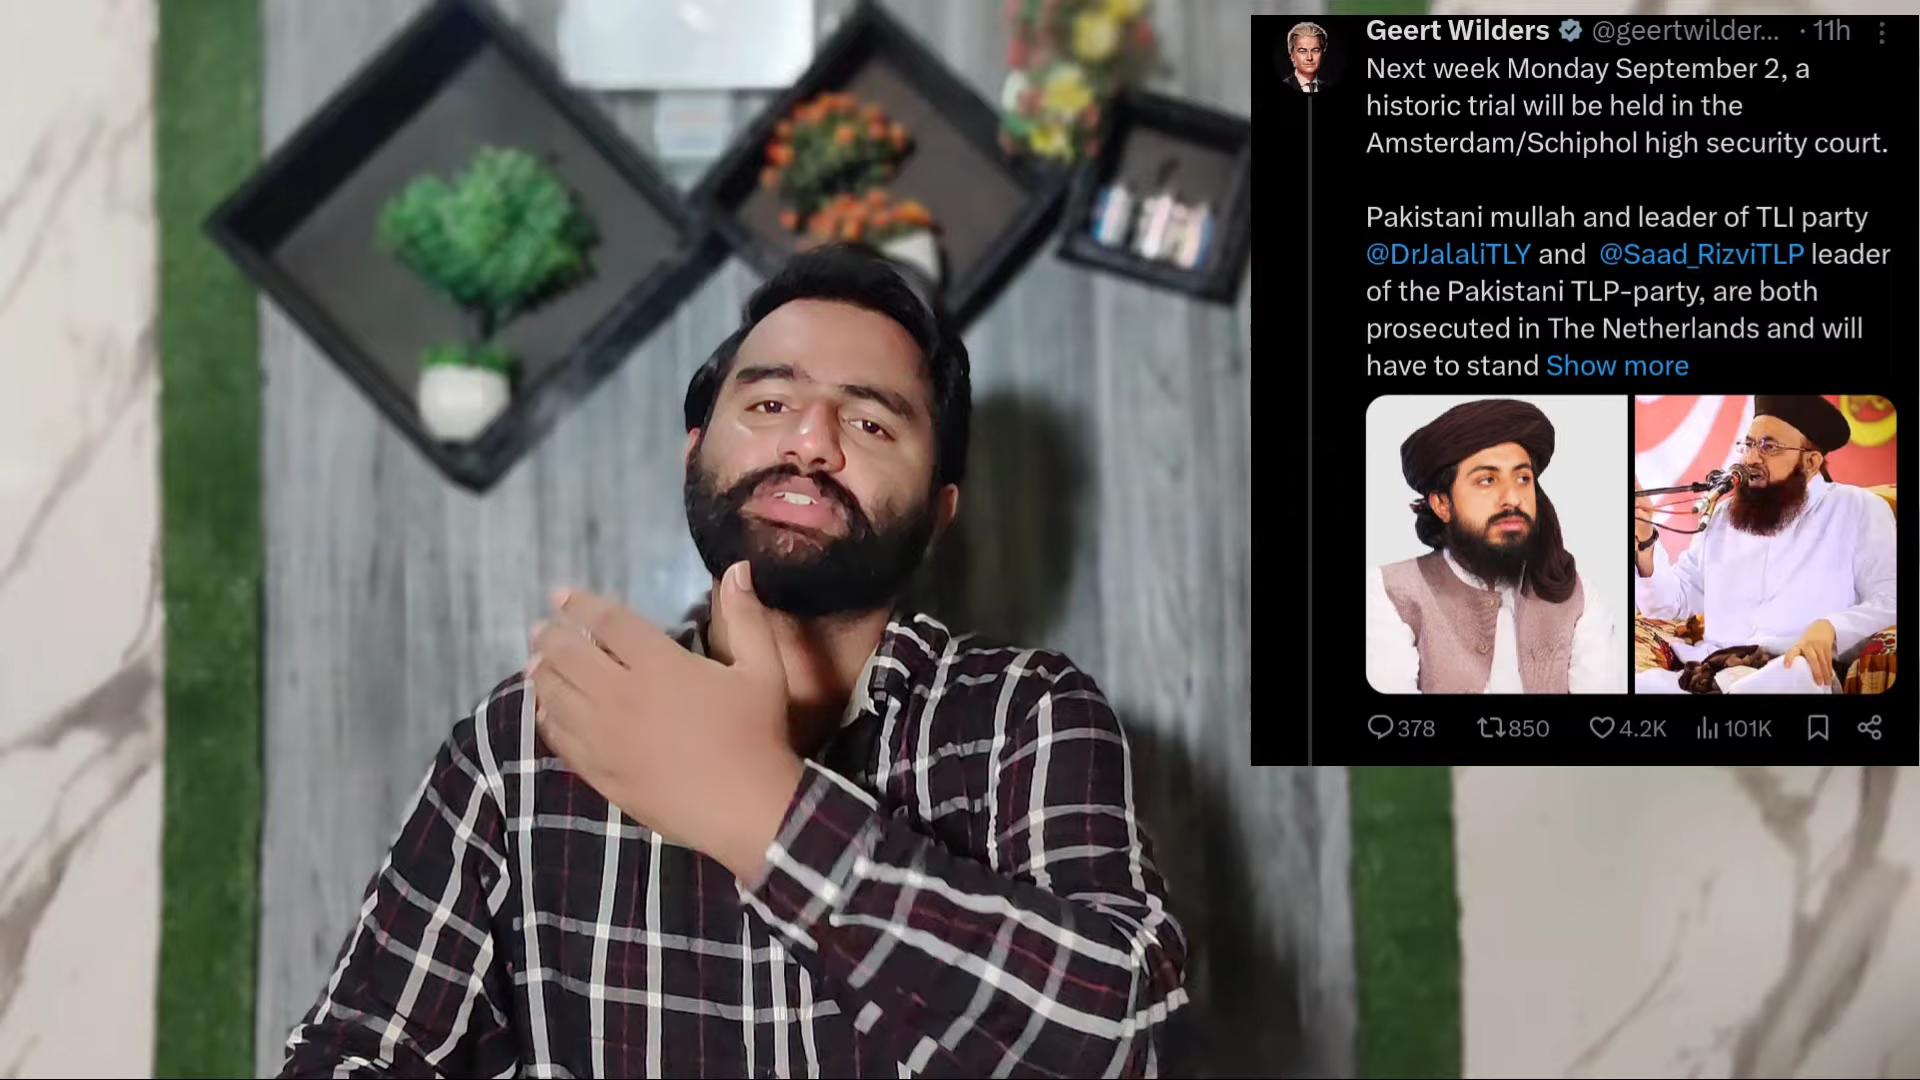 Geert Wilders @geertwilder... · 11h
Next week Monday September 2, a
historic trial will be held in the
Amsterdam/Schiphol high security court.
Pakistani mullah and leader of TLI party
@DrJalaliTLY and @Saad_RizviTLP leader
of the Pakistani TLP-party, are both
prosecuted in The Netherlands and will
have to stand Show more
378 850 4.2K 101K